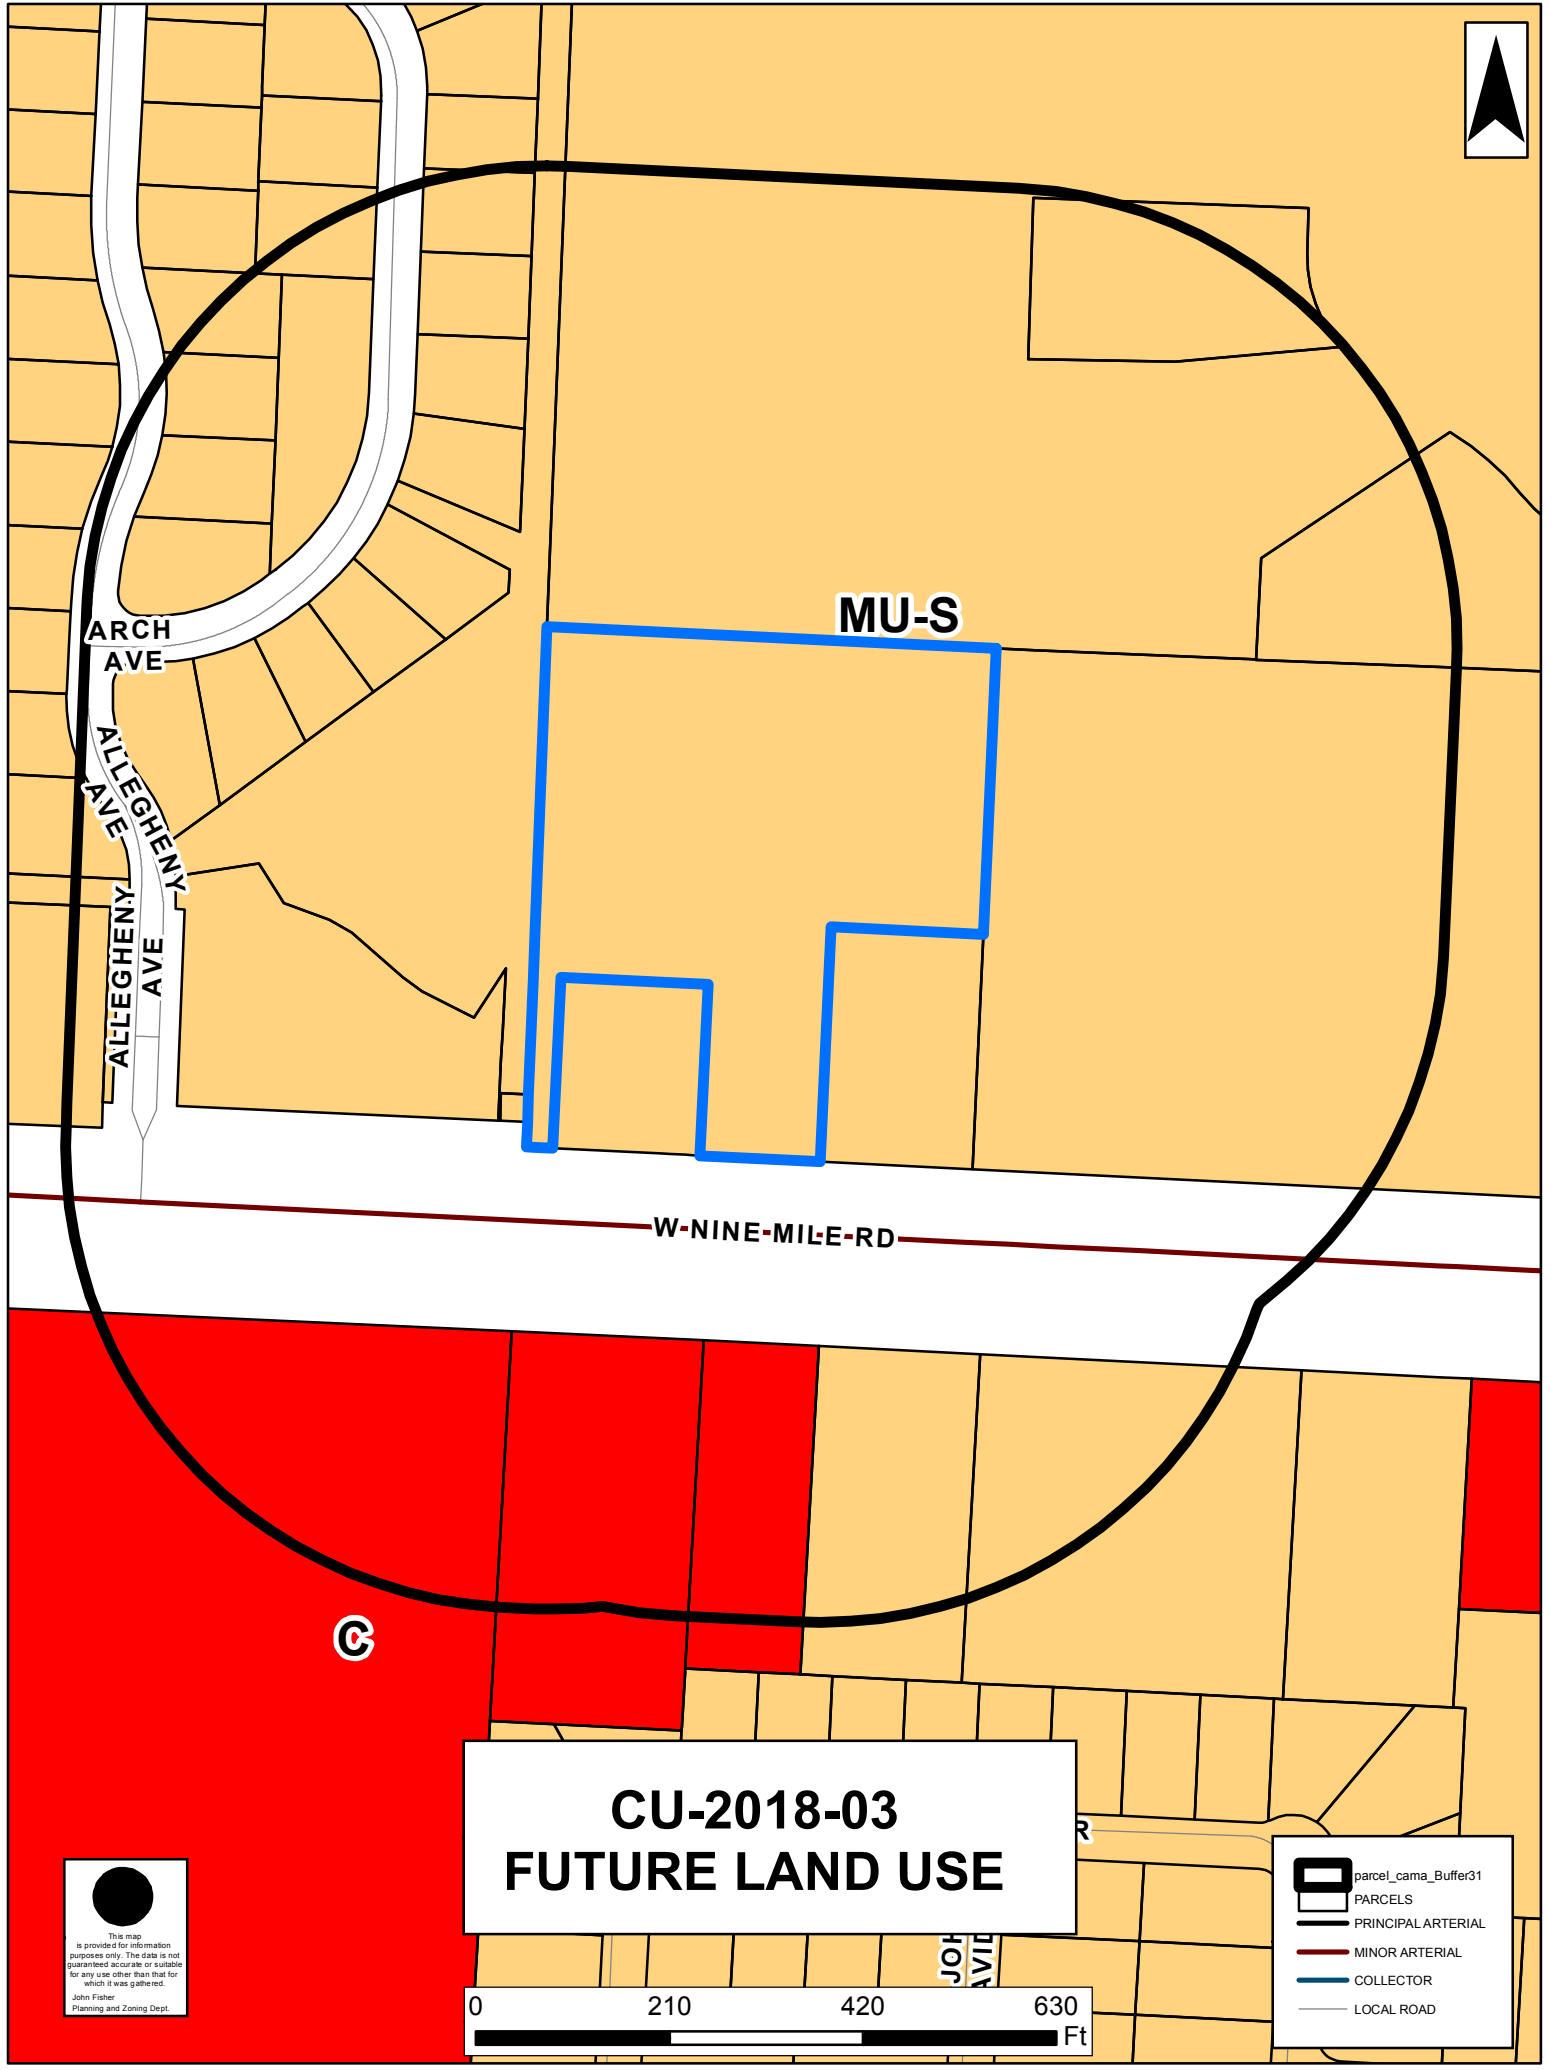 MU-S
ARCH
AVE
ALLEGHENY
AVE
ALLEGHENY
AVE
W NINE MILE RD
C
CU-2018-03
FUTURE LAND USE
R
This map
is provided for information
purposes only. The data is not
guaranteed accurate or suitable
for any use other than that for
which it was gathered.
John Fisher
Planning and Zoning Dept.
0 210 420 630
Ft
parcel_cama_Buffer31
PARCELS
PRINCIPAL ARTERIAL
MINOR ARTERIAL
COLLECTOR
LOCAL ROAD